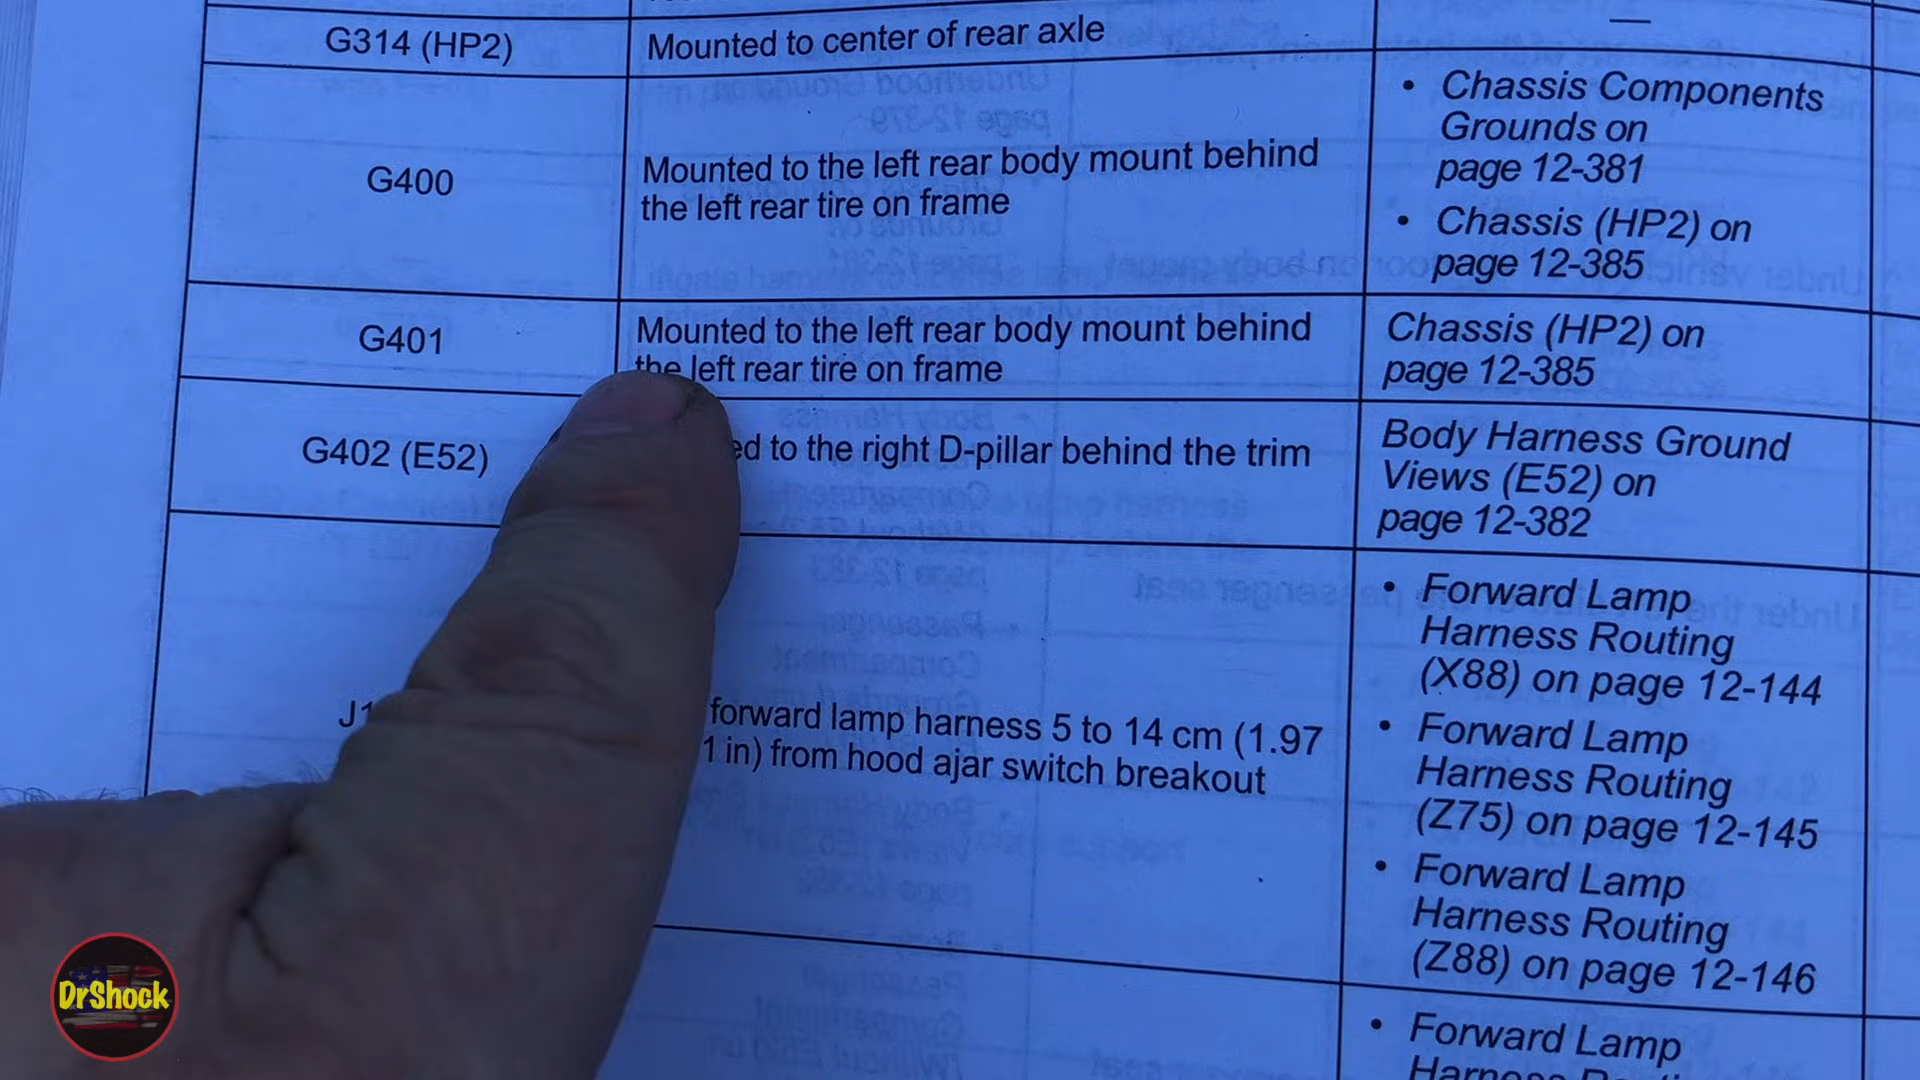 G314 (HP2)
Mounted to center of rear axle
—
G400
Mounted to the left rear body mount behind
the left rear tire on frame
• Chassis Components
Grounds on
page 12-381
• Chassis (HP2) on
page 12-385
G401
Mounted to the left rear body mount behind
the left rear tire on frame
Chassis (HP2) on
page 12-385
G402 (E52)
to the right D-pillar behind the trim
Body Harness Ground
Views (E52) on
page 12-382
forward lamp harness 5 to 14 cm (1.97
in) from hood ajar switch breakout
• Forward Lamp
Harness Routing
(X88) on page 12-144
• Forward Lamp
Harness Routing
(Z75) on page 12-145
• Forward Lamp
Harness Routing
(Z88) on page 12-146
• Forward Lamp
Harness
DrShock